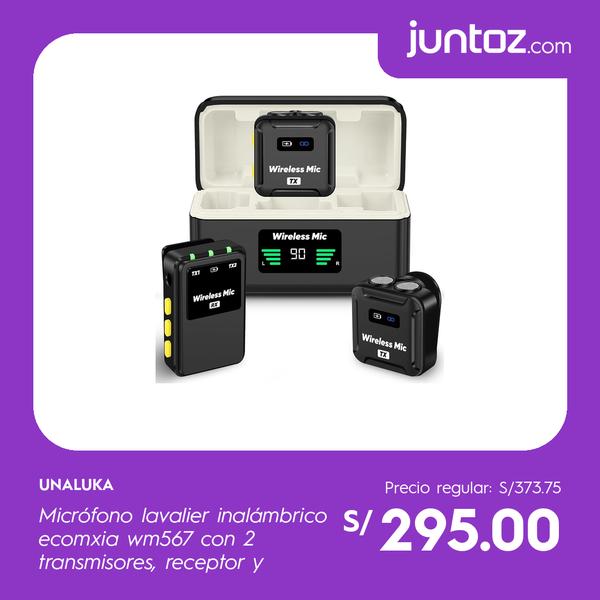 juntoz.com
Wireless Mic
TX
Wireless Mic
90
L R
TX1 TX2
Wireless Mic
RX
Wireless Mic
TX
UNALUKA
Micrófono lavalier inalámbrico
ecomxia wm567 con 2
transmisores, receptor y
Precio regular: S/373.75
S/295.00